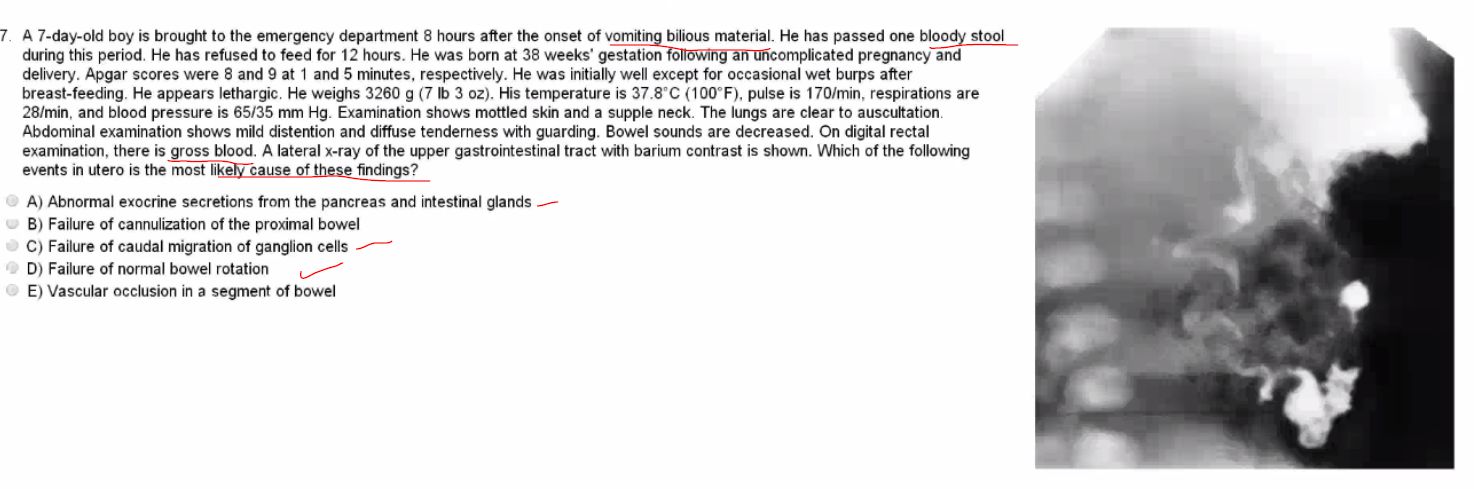 7. A 7-day-old boy is brought to the emergency department 8 hours after the onset of vomiting bilious material. He has passed one bloody stool
during this period. He has refused to feed for 12 hours. He was born at 38 weeks' gestation following an uncomplicated pregnancy and
delivery. Apgar scores were 8 and 9 at 1 and 5 minutes, respectively. He was initially well except for occasional wet burps after
breast-feeding. He appears lethargic. He weighs 3260 g (7 lb 3 oz). His temperature is 37.8°C (100°F), pulse is 170/min, respirations are
28/min, and blood pressure is 65/35 mm Hg. Examination shows mottled skin and a supple neck. The lungs are clear to auscultation.
Abdominal examination shows mild distention and diffuse tenderness with guarding. Bowel sounds are decreased. On digital rectal
examination, there is gross blood. A lateral x-ray of the upper gastrointestinal tract with barium contrast is shown. Which of the following
events in utero is the most likely cause of these findings?
A) Abnormal exocrine secretions from the pancreas and intestinal glands
B) Failure of cannulization of the proximal bowel
C) Failure of caudal migration of ganglion cells
D) Failure of normal bowel rotation
E) Vascular occlusion in a segment of bowel